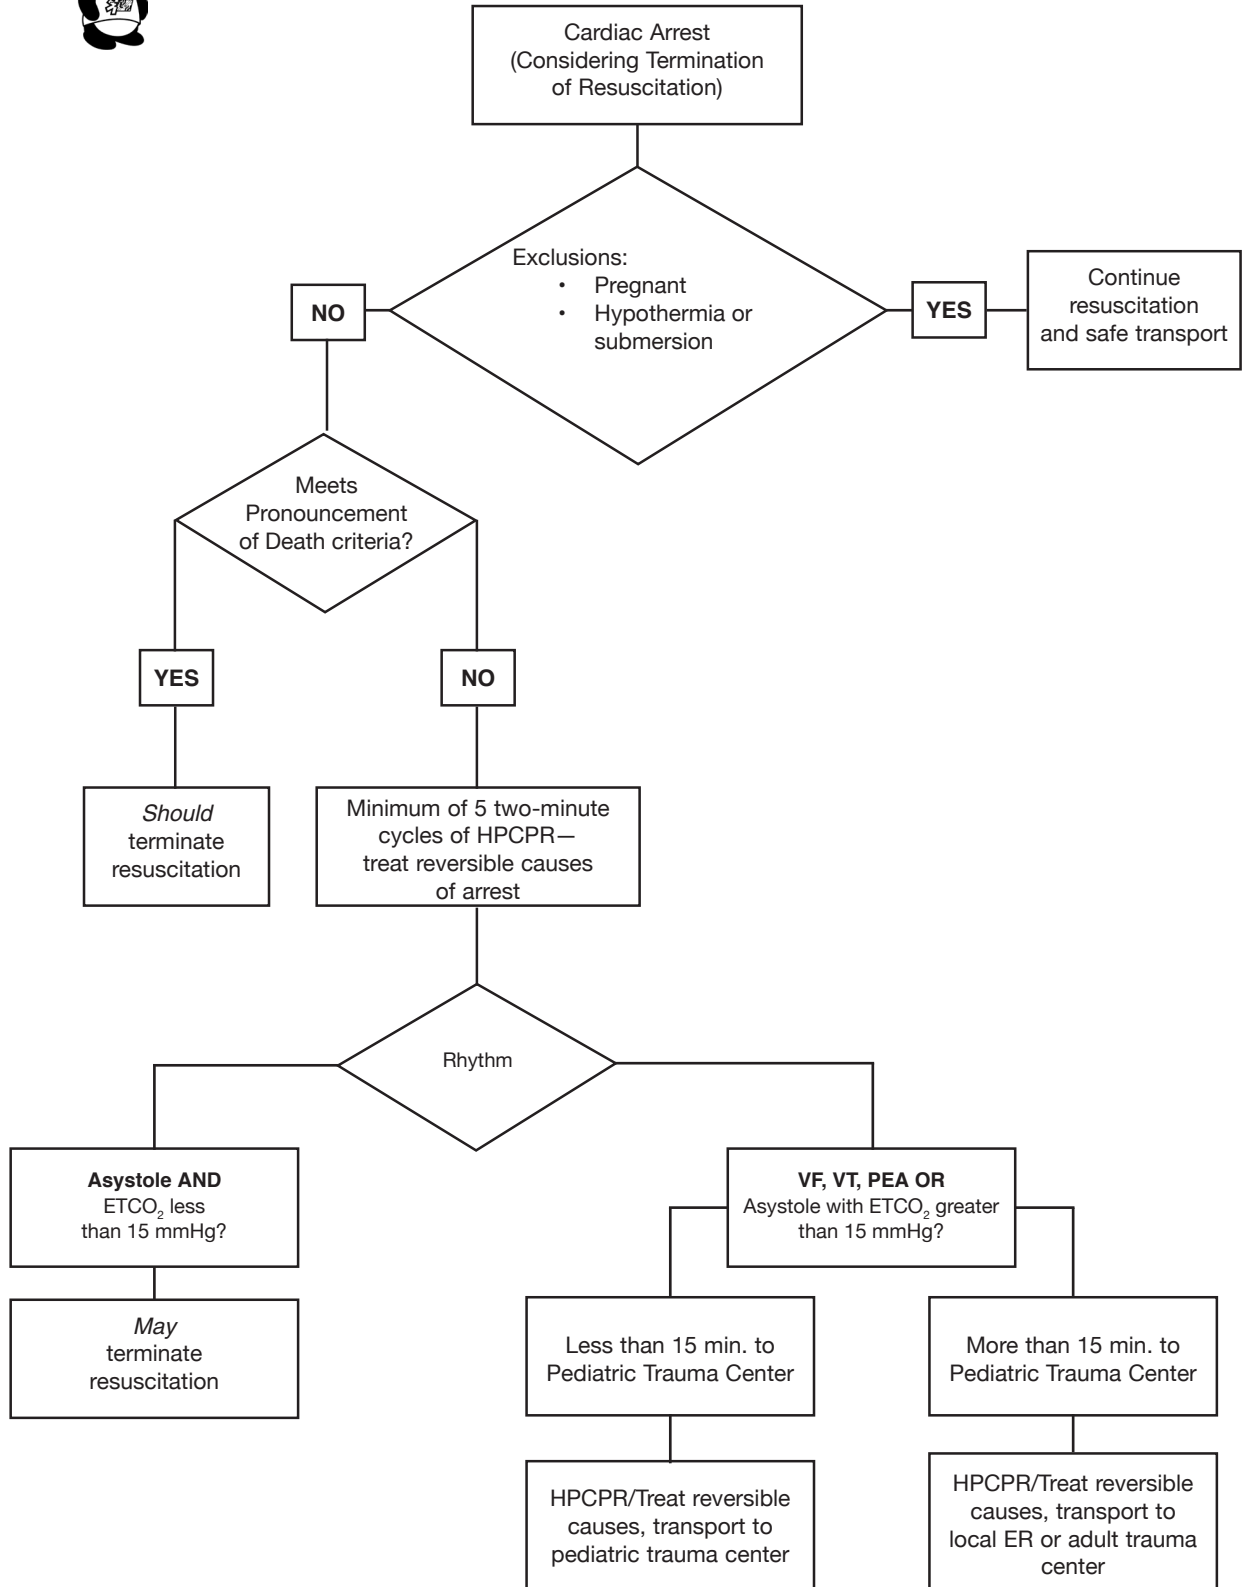 Cardiac Arrest
(Considering Termination
of Resuscitation)
Exclusions:
• Pregnant
• Hypothermia or
submersion
NO
YES
Continue
resuscitation
and safe transport
Meets
Pronouncement
of Death criteria?
YES
NO
Should
terminate
resuscitation
Minimum of 5 two-minute
cycles of HPCPR—
treat reversible causes
of arrest
Rhythm
Asystole AND
ETCO₂ less
than 15 mmHg?
VF, VT, PEA OR
Asystole with ETCO₂ greater
than 15 mmHg?
May
terminate
resuscitation
Less than 15 min. to
Pediatric Trauma Center
More than 15 min. to
Pediatric Trauma Center
HPCPR/Treat reversible
causes, transport to
pediatric trauma center
HPCPR/Treat reversible
causes, transport to
local ER or adult trauma
center